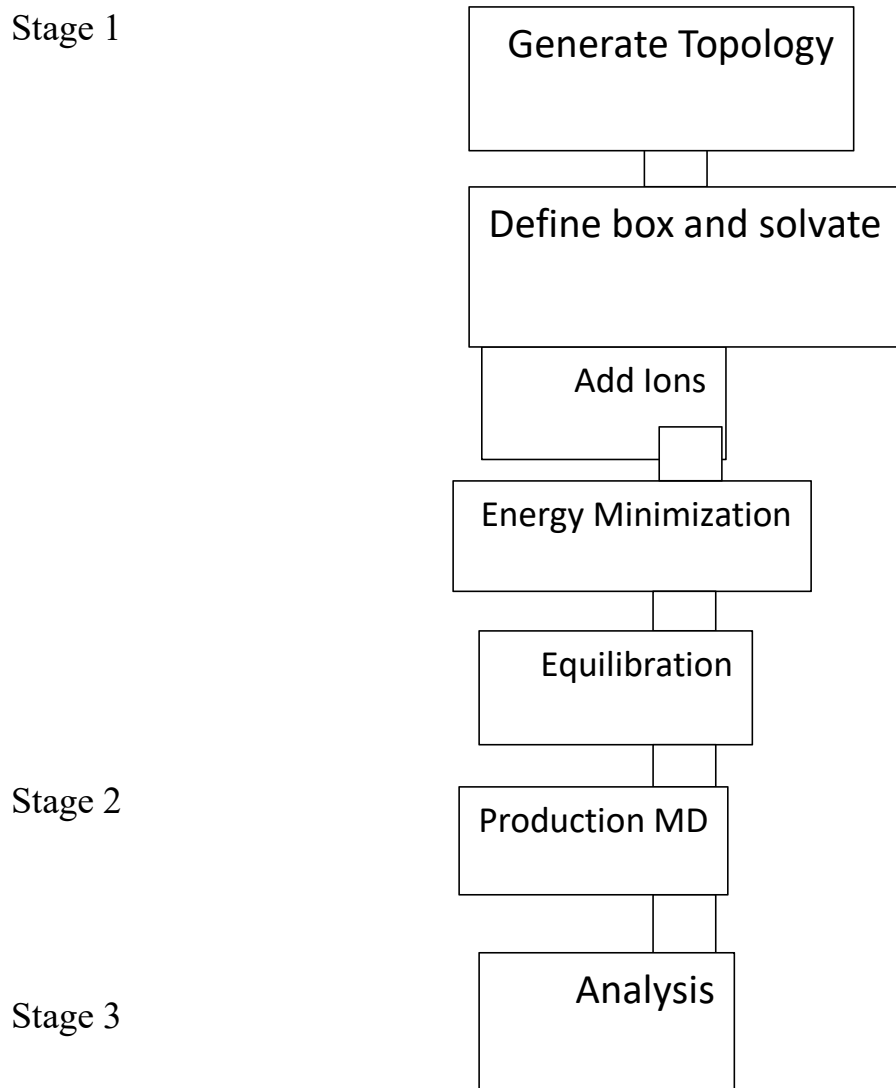 Stage 1
Generate Topology
Define box and solvate
Add Ions
Energy Minimization
Equilibration
Stage 2
Production MD
Analysis
Stage 3